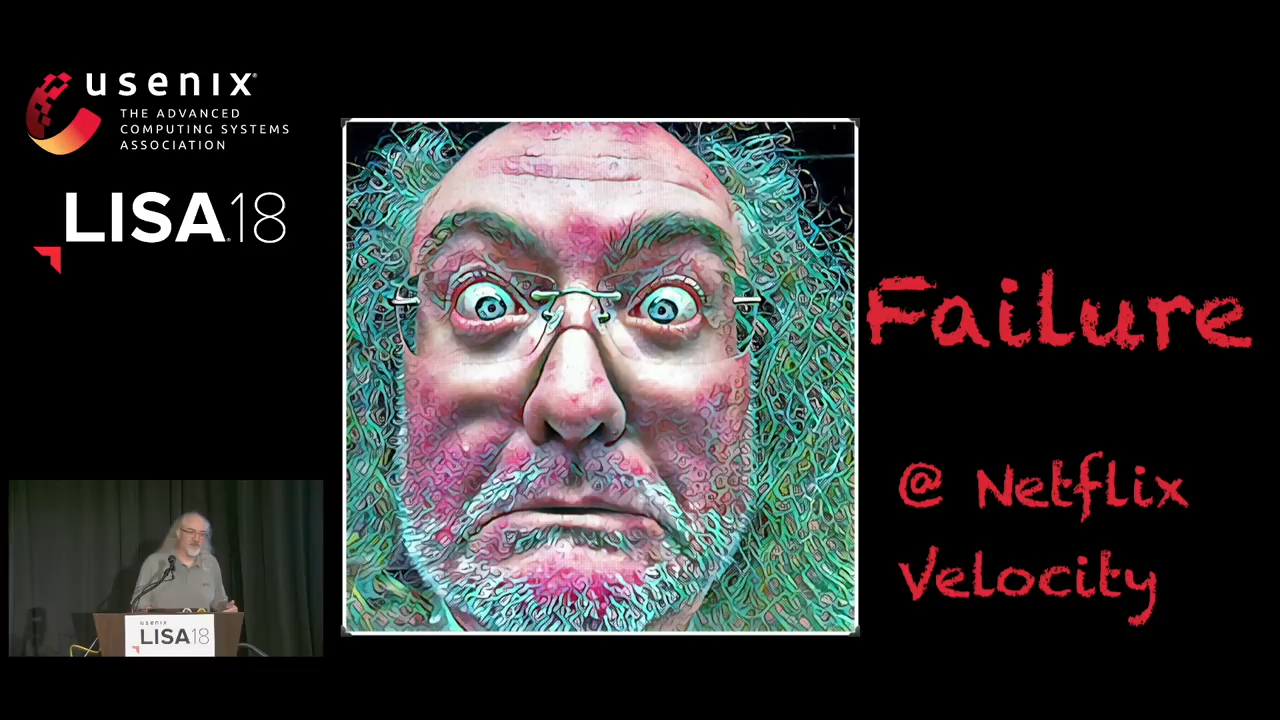 usenix®
THE ADVANCED
COMPUTING SYSTEMS
ASSOCIATION
LISA18
Failure
@ Netflix
Velocity
usenix
LISA18